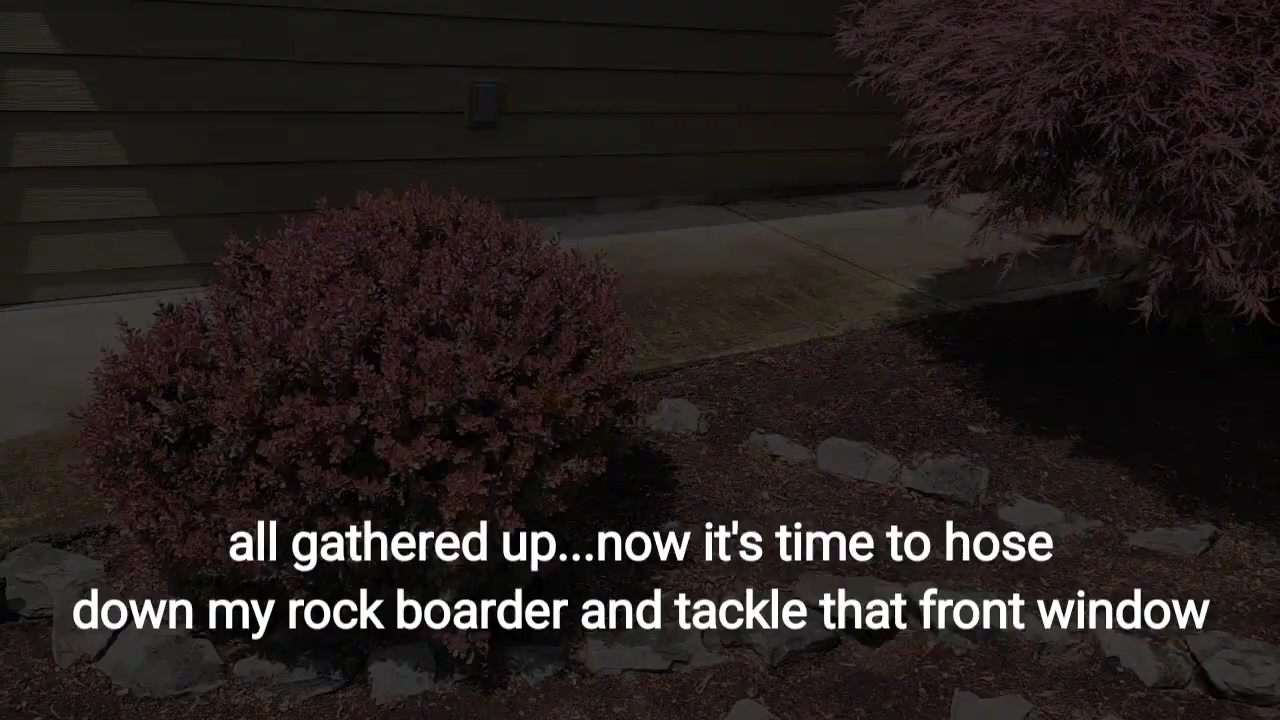 all gathered up...now it's time to hose
down my rock boarder and tackle that front window